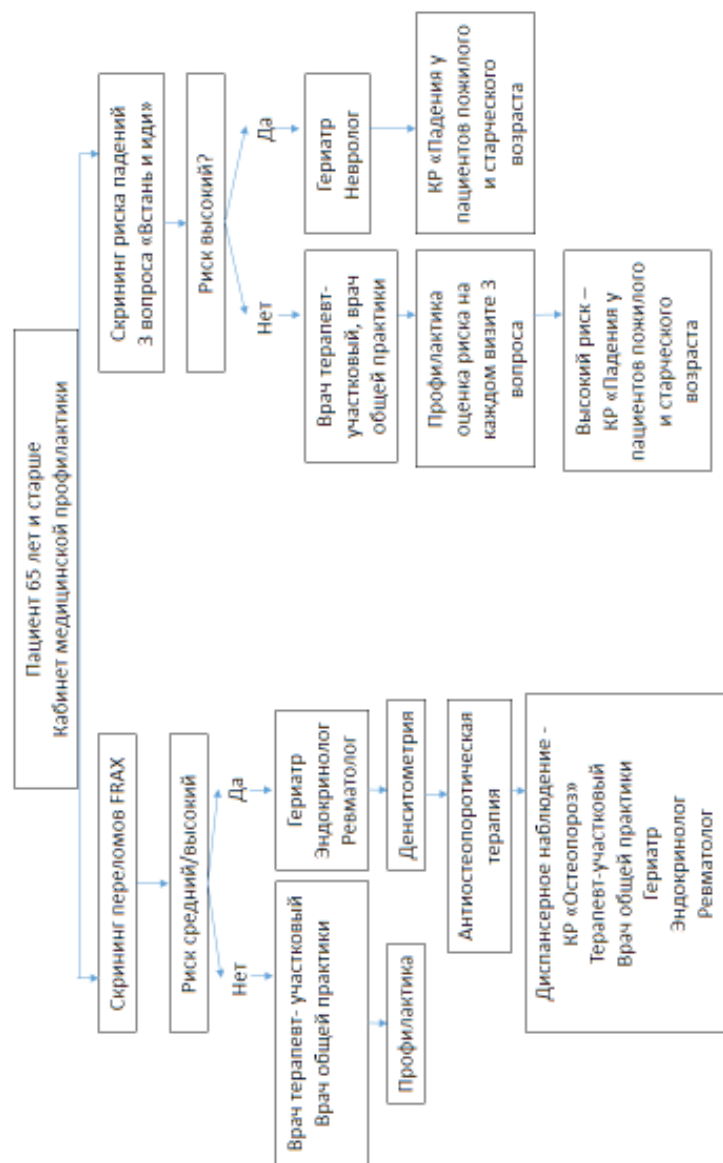 Пациент 65 лет и старше
Кабинет медицинской профилактики
Скрининг переломов FRAX
Риск средний/высокий
Нет
Да
Врач терапевт- участковый
Врач общей практики
Профилактика
Гериатр
Эндокринолог
Ревматолог
Денситометрия
Антиостеопоротическая
терапия
Диспансерное наблюдение -
КР «Остеопороз»
Терапевт-участковый
Врач общей практики
Гериатр
Эндокринолог
Ревматолог
Скрининг риска падений
3 вопроса «Встань и иди»
Риск высокий?
Нет
Да
Врач терапевт-
участковый, врач
общей практики
Профилактика
оценка риска на
каждом визите 3
вопроса
Высокий риск –
КР «Падения у
пациентов пожилого
и старческого
возраста
Гериатр
Невролог
КР «Падения у
пациентов пожилого
и старческого
возраста